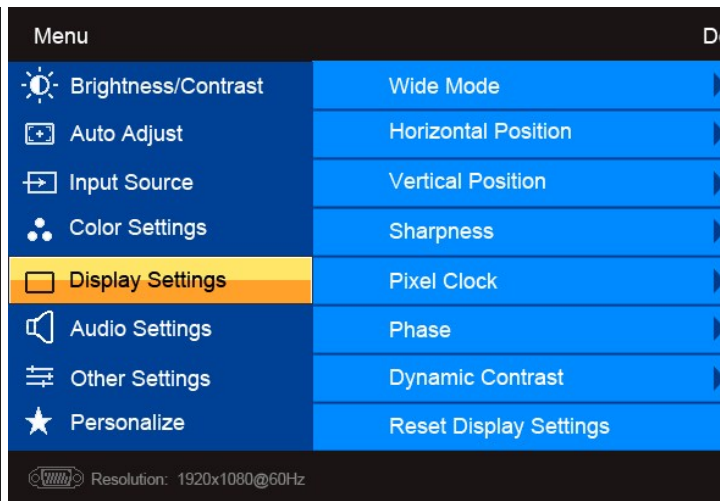 Menu
Brightness/Contrast
Auto Adjust
Input Source
Color Settings
Display Settings
Audio Settings
Other Settings
Personalize
Wide Mode
Horizontal Position
Vertical Position
Sharpness
Pixel Clock
Phase
Dynamic Contrast
Reset Display Settings
Resolution: 1920x1080@60Hz